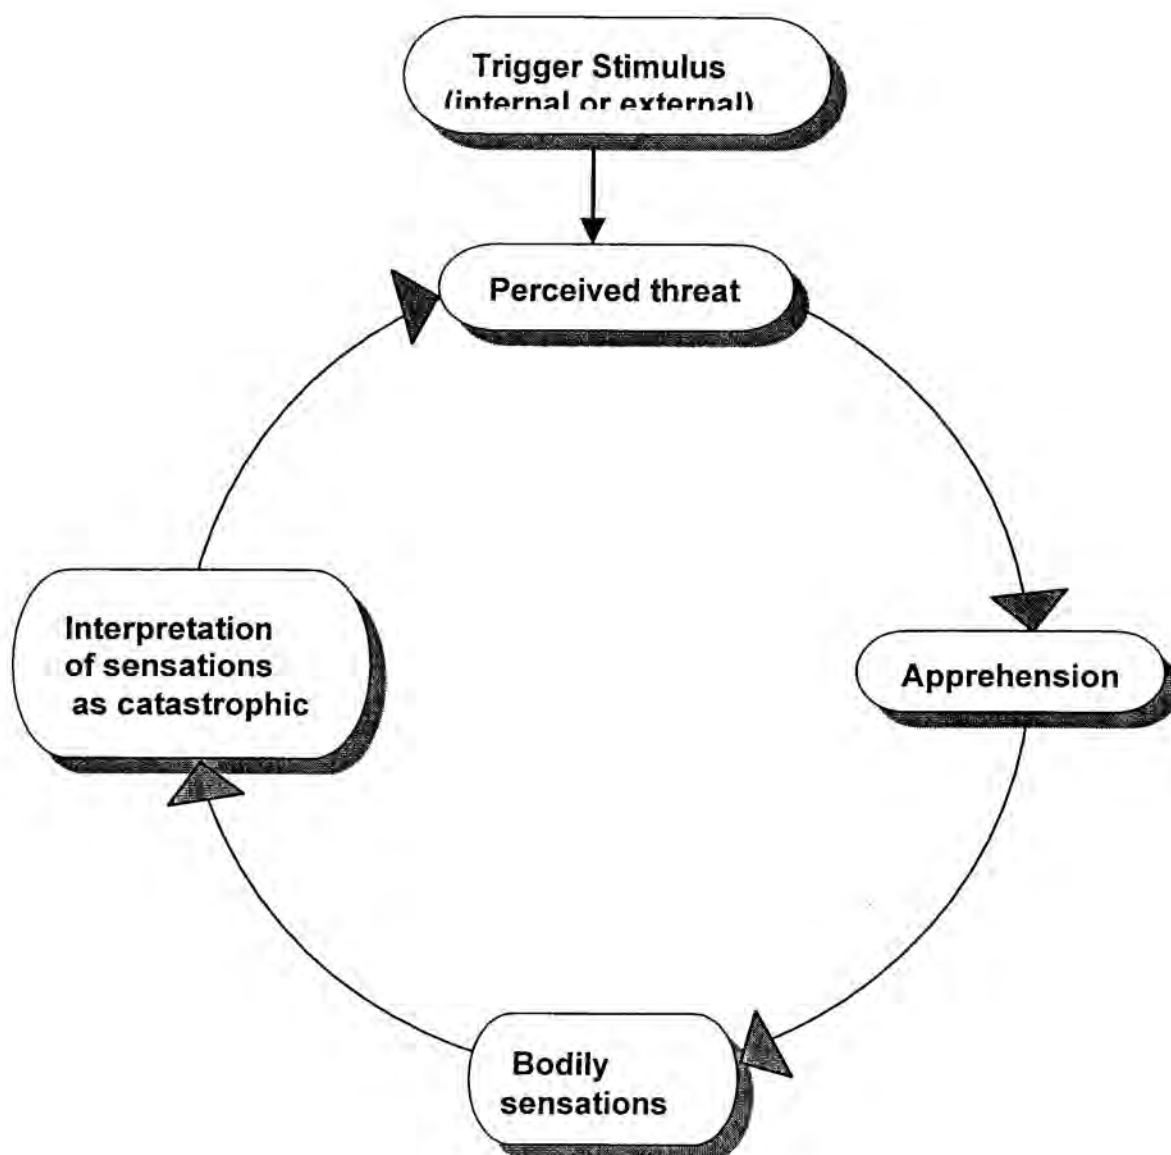 Trigger Stimulus
(internal or external)
Perceived threat
Apprehension
Bodily
sensations
Interpretation
of sensations
as catastrophic